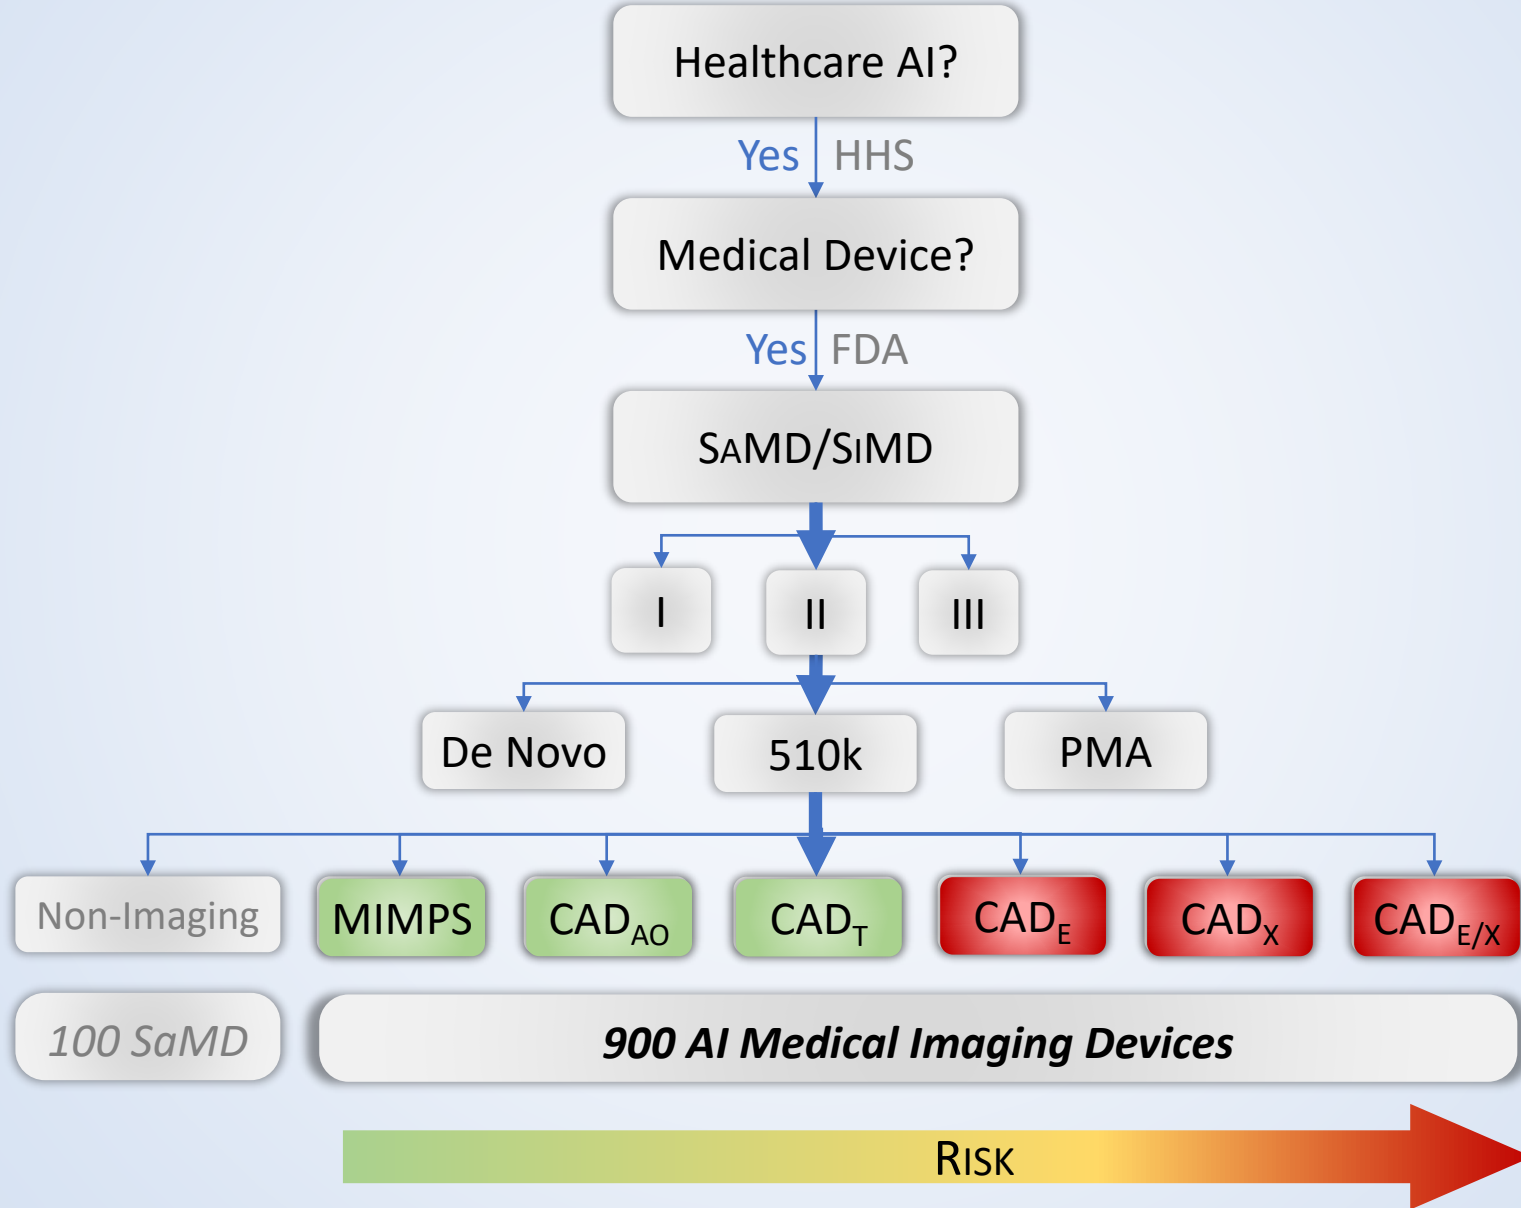 Healthcare AI?
Yes HHS
Medical Device?
Yes FDA
SAMD/SIMD
I II III
De Novo 510k PMA
Non-Imaging MIMPS CADAO CADT CADE CADX CADE/X
100 SaMD 900 AI Medical Imaging Devices
RISK